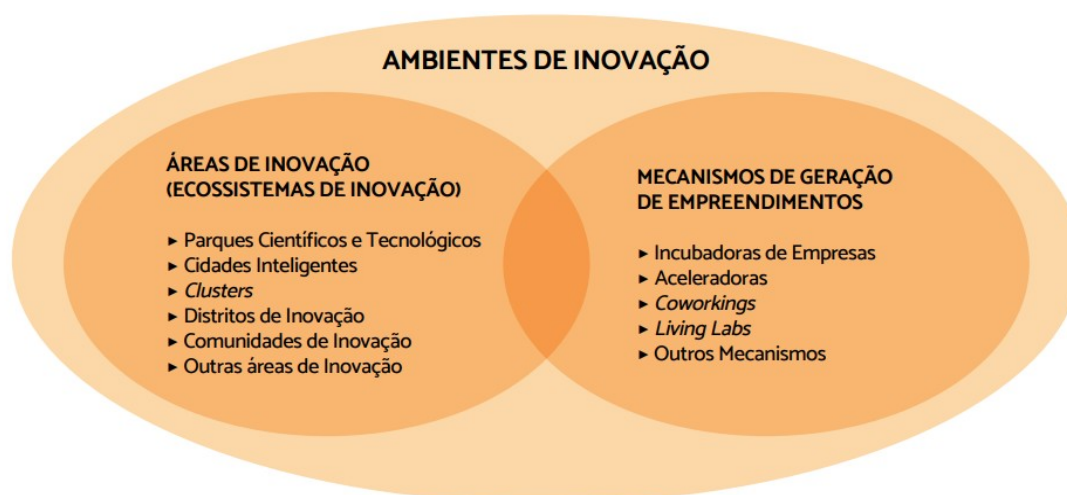 AMBIENTES DE INOVAÇÃO
ÁREAS DE INOVAÇÃO
(ECOSSISTEMAS DE INOVAÇÃO)
▸ Parques Científicos e Tecnológicos
▸ Cidades Inteligentes
▸ Clusters
▸ Distritos de Inovação
▸ Comunidades de Inovação
▸ Outras áreas de Inovação
MECANISMOS DE GERAÇÃO
DE EMPREENDIMENTOS
▸ Incubadoras de Empresas
▸ Aceleradoras
▸ Coworkings
▸ Living Labs
▸ Outros Mecanismos